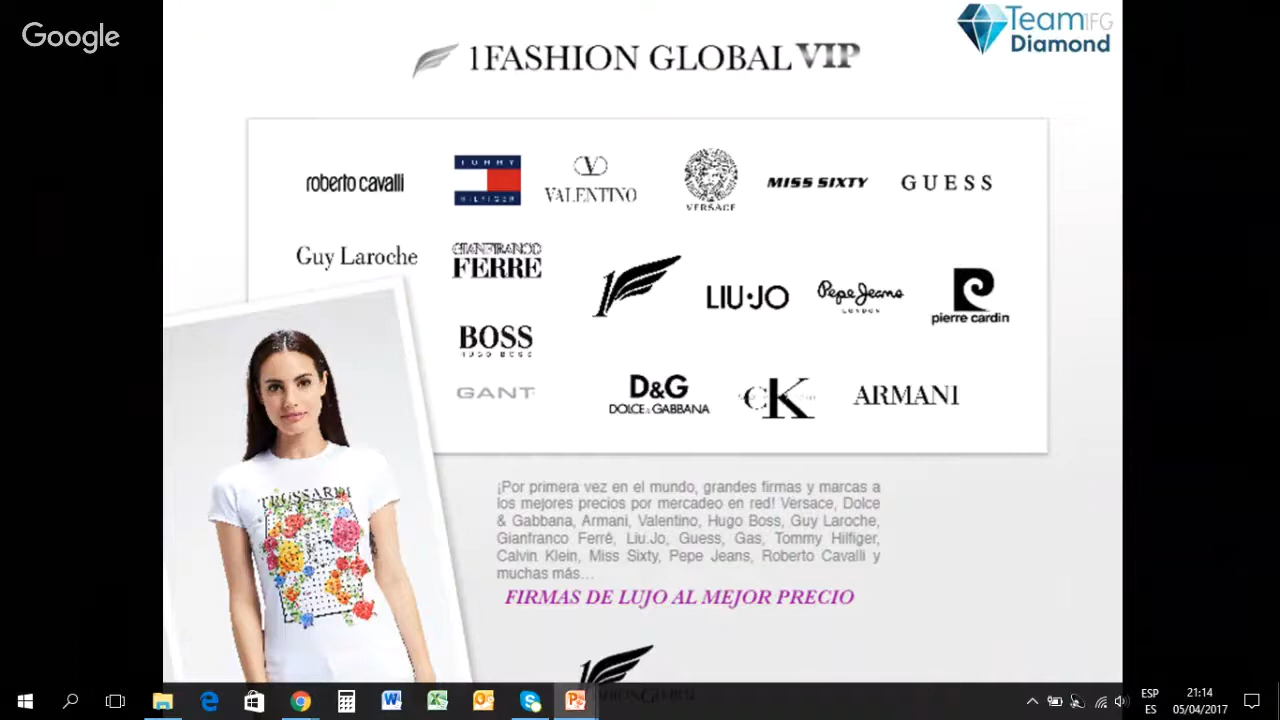 Google
Team 1FG
Diamond
1FASHION GLOBAL VIP
roberto cavalli
TOMMY
HILFIGER
V
VALENTINO
VERSACE
MISS SIXTY
GUESS
Guy Laroche
GIANFRANCO
FERRE
1
LIU·JO
Pepe Jeans
LONDON
pierre cardin
BOSS
HUGO BOSS
GANT
D&G
DOLCE & GABBANA
CK
ARMANI
TRUSSARDI
¡Por primera vez en el mundo, grandes firmas y marcas a
los mejores precios por mercadeo en red! Versace, Dolce
& Gabbana, Armani, Valentino, Hugo Boss, Guy Laroche,
Gianfranco Ferré, Liu.Jo, Guess, Gas, Tommy Hilfiger,
Calvin Klein, Miss Sixty, Pepe Jeans, Roberto Cavalli y
muchas más...
FIRMAS DE LUJO AL MEJOR PRECIO
ESP
ES
21:14
05/04/2017